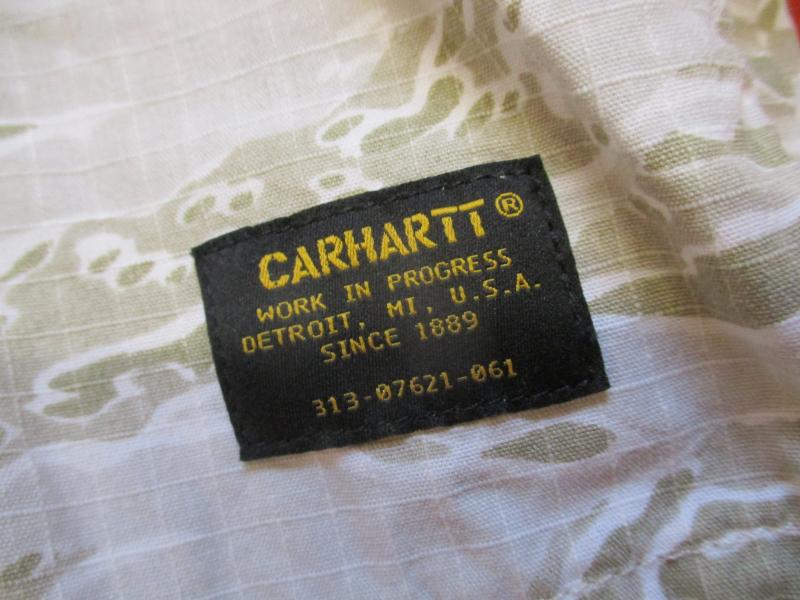 CARHARTT®
WORK IN PROGRESS
DETROIT, MI, U.S.A.
SINCE 1889
313-07621-061